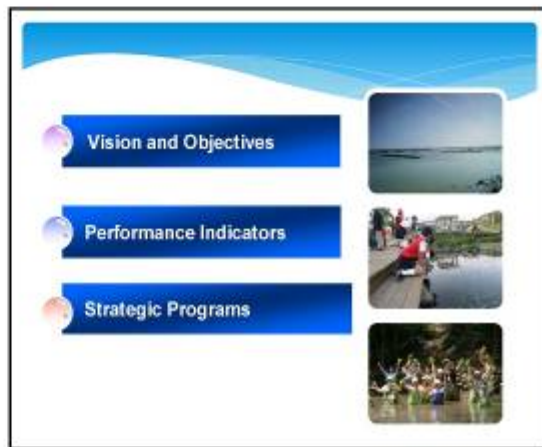 Vision and Objectives
Performance Indicators
Strategic Programs